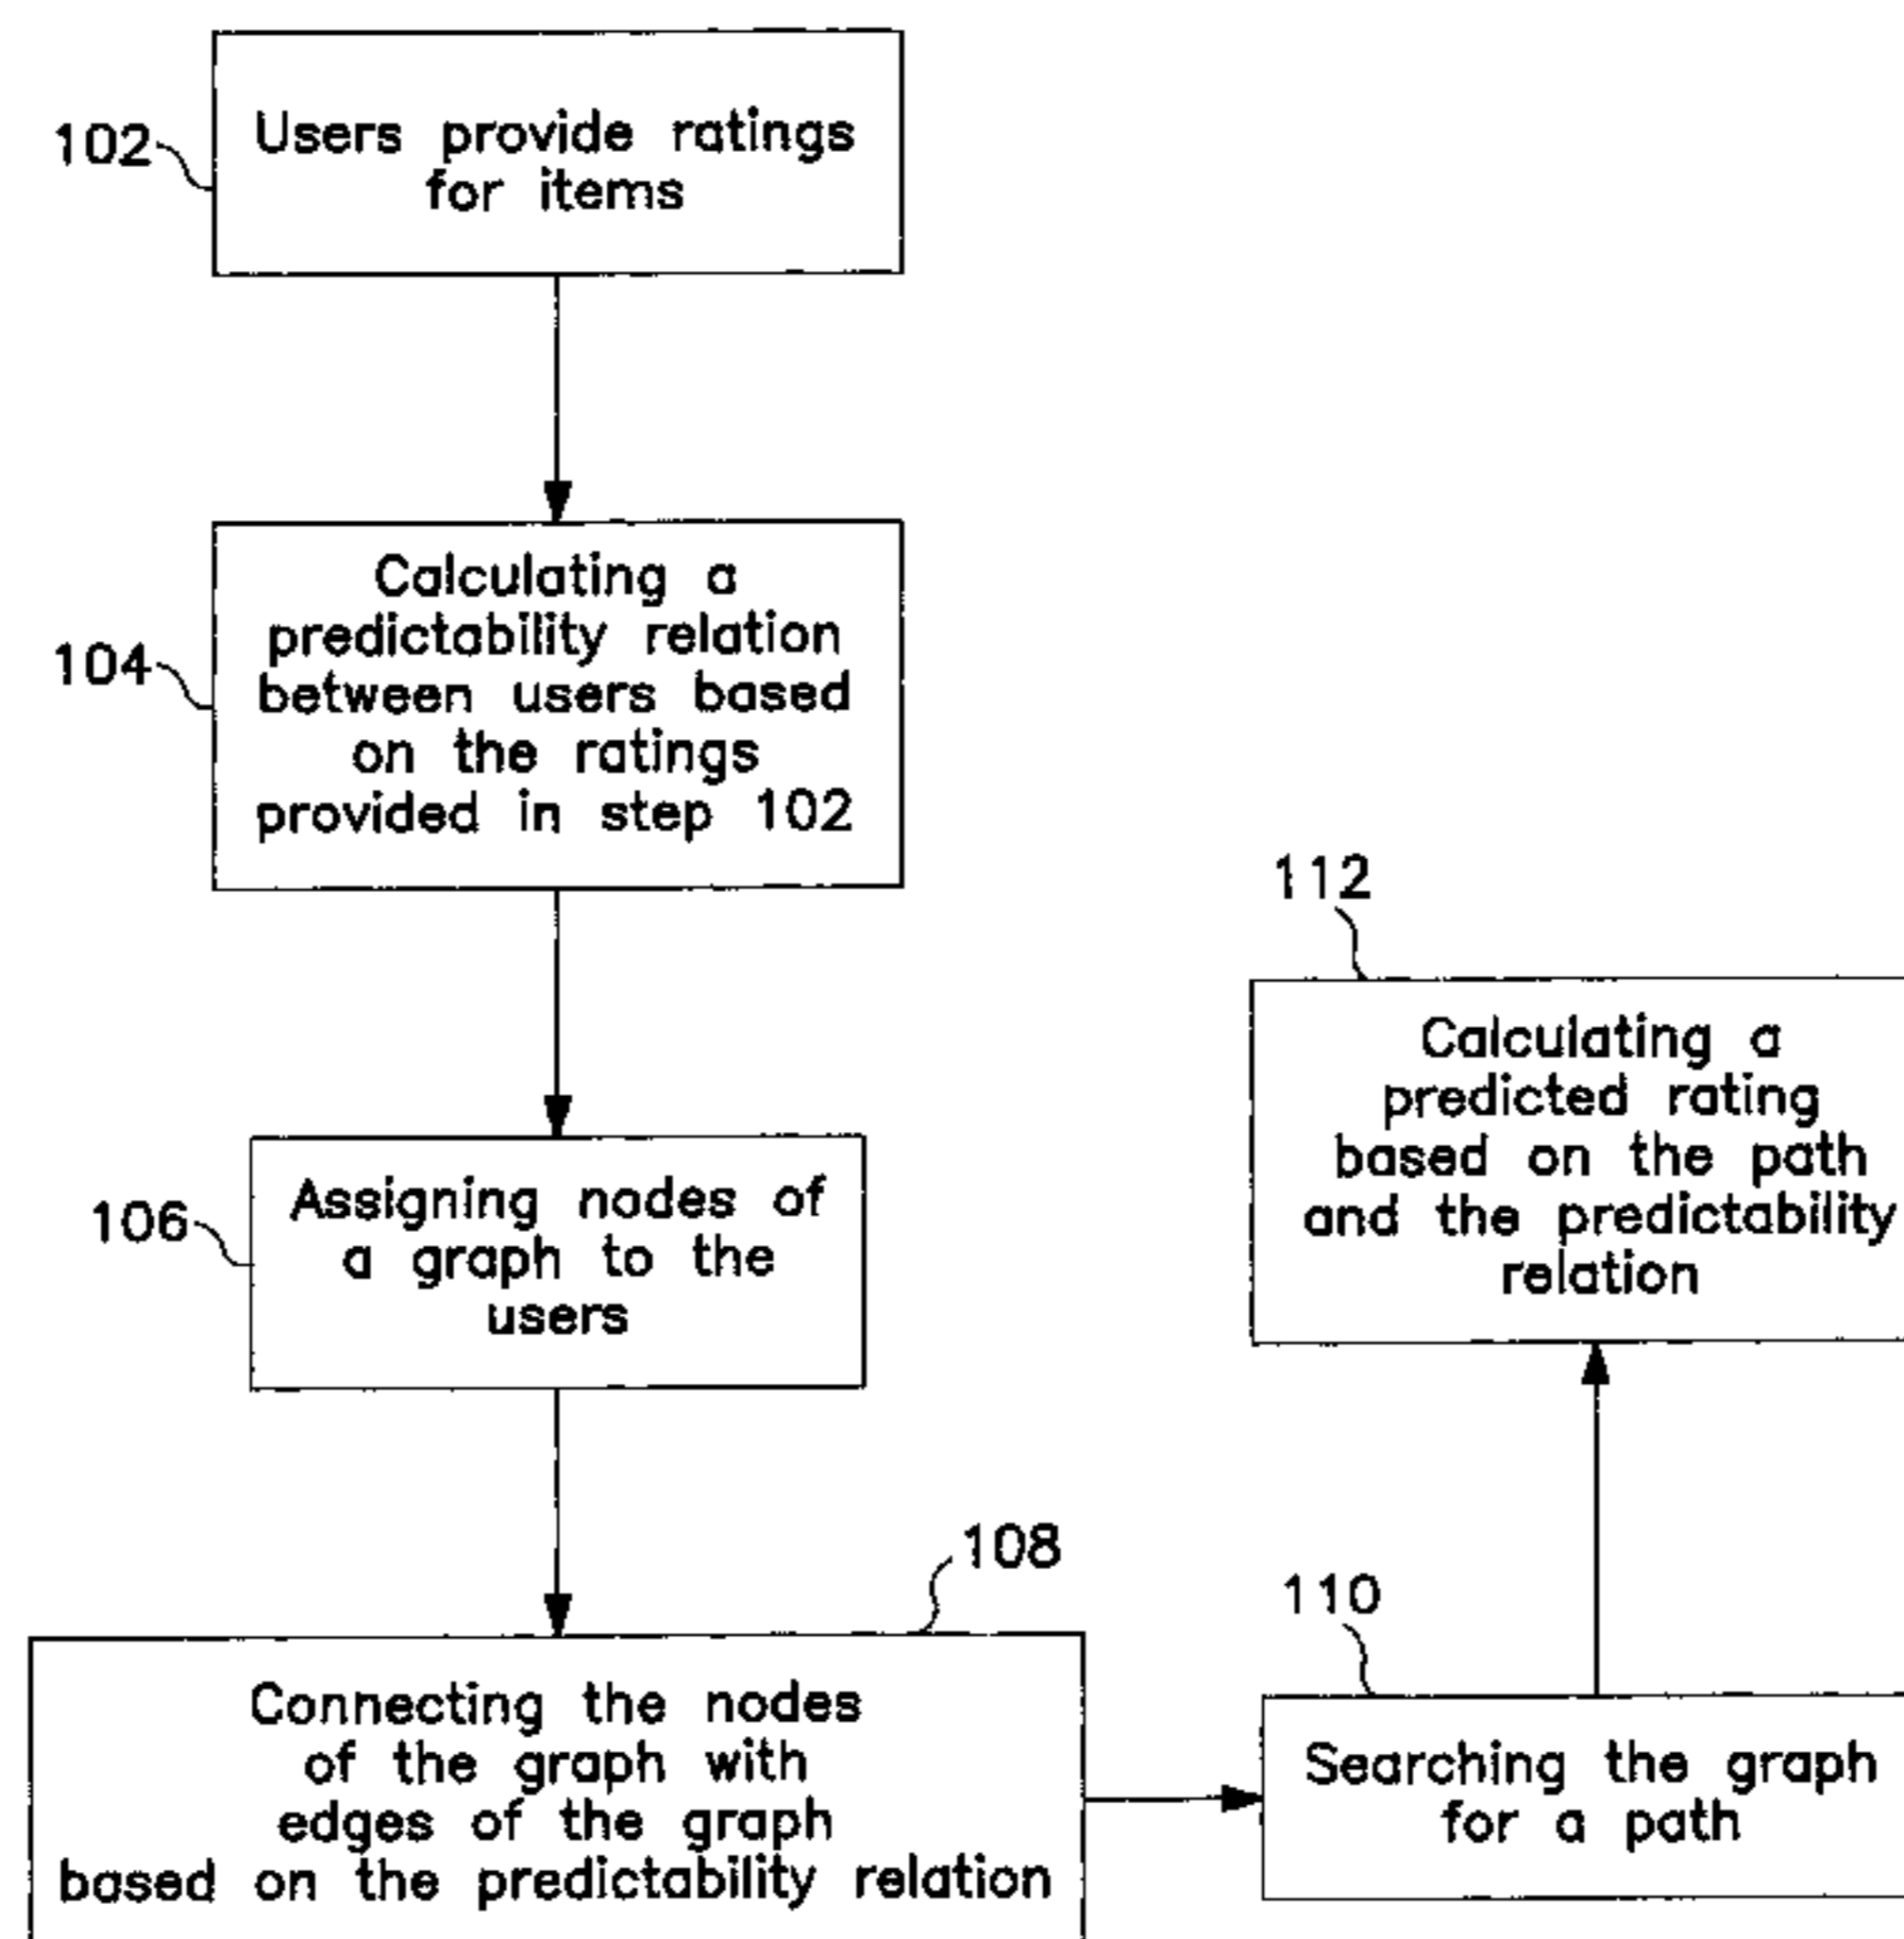 102
Users provide ratings
for items
104
Calculating a
predictability relation
between users based
on the ratings
provided in step 102
106
Assigning nodes of
a graph to the
users
108
Connecting the nodes
of the graph with
edges of the graph
based on the predictability relation
110
Searching the graph
for a path
112
Calculating a
predicted rating
based on the path
and the predictability
relation